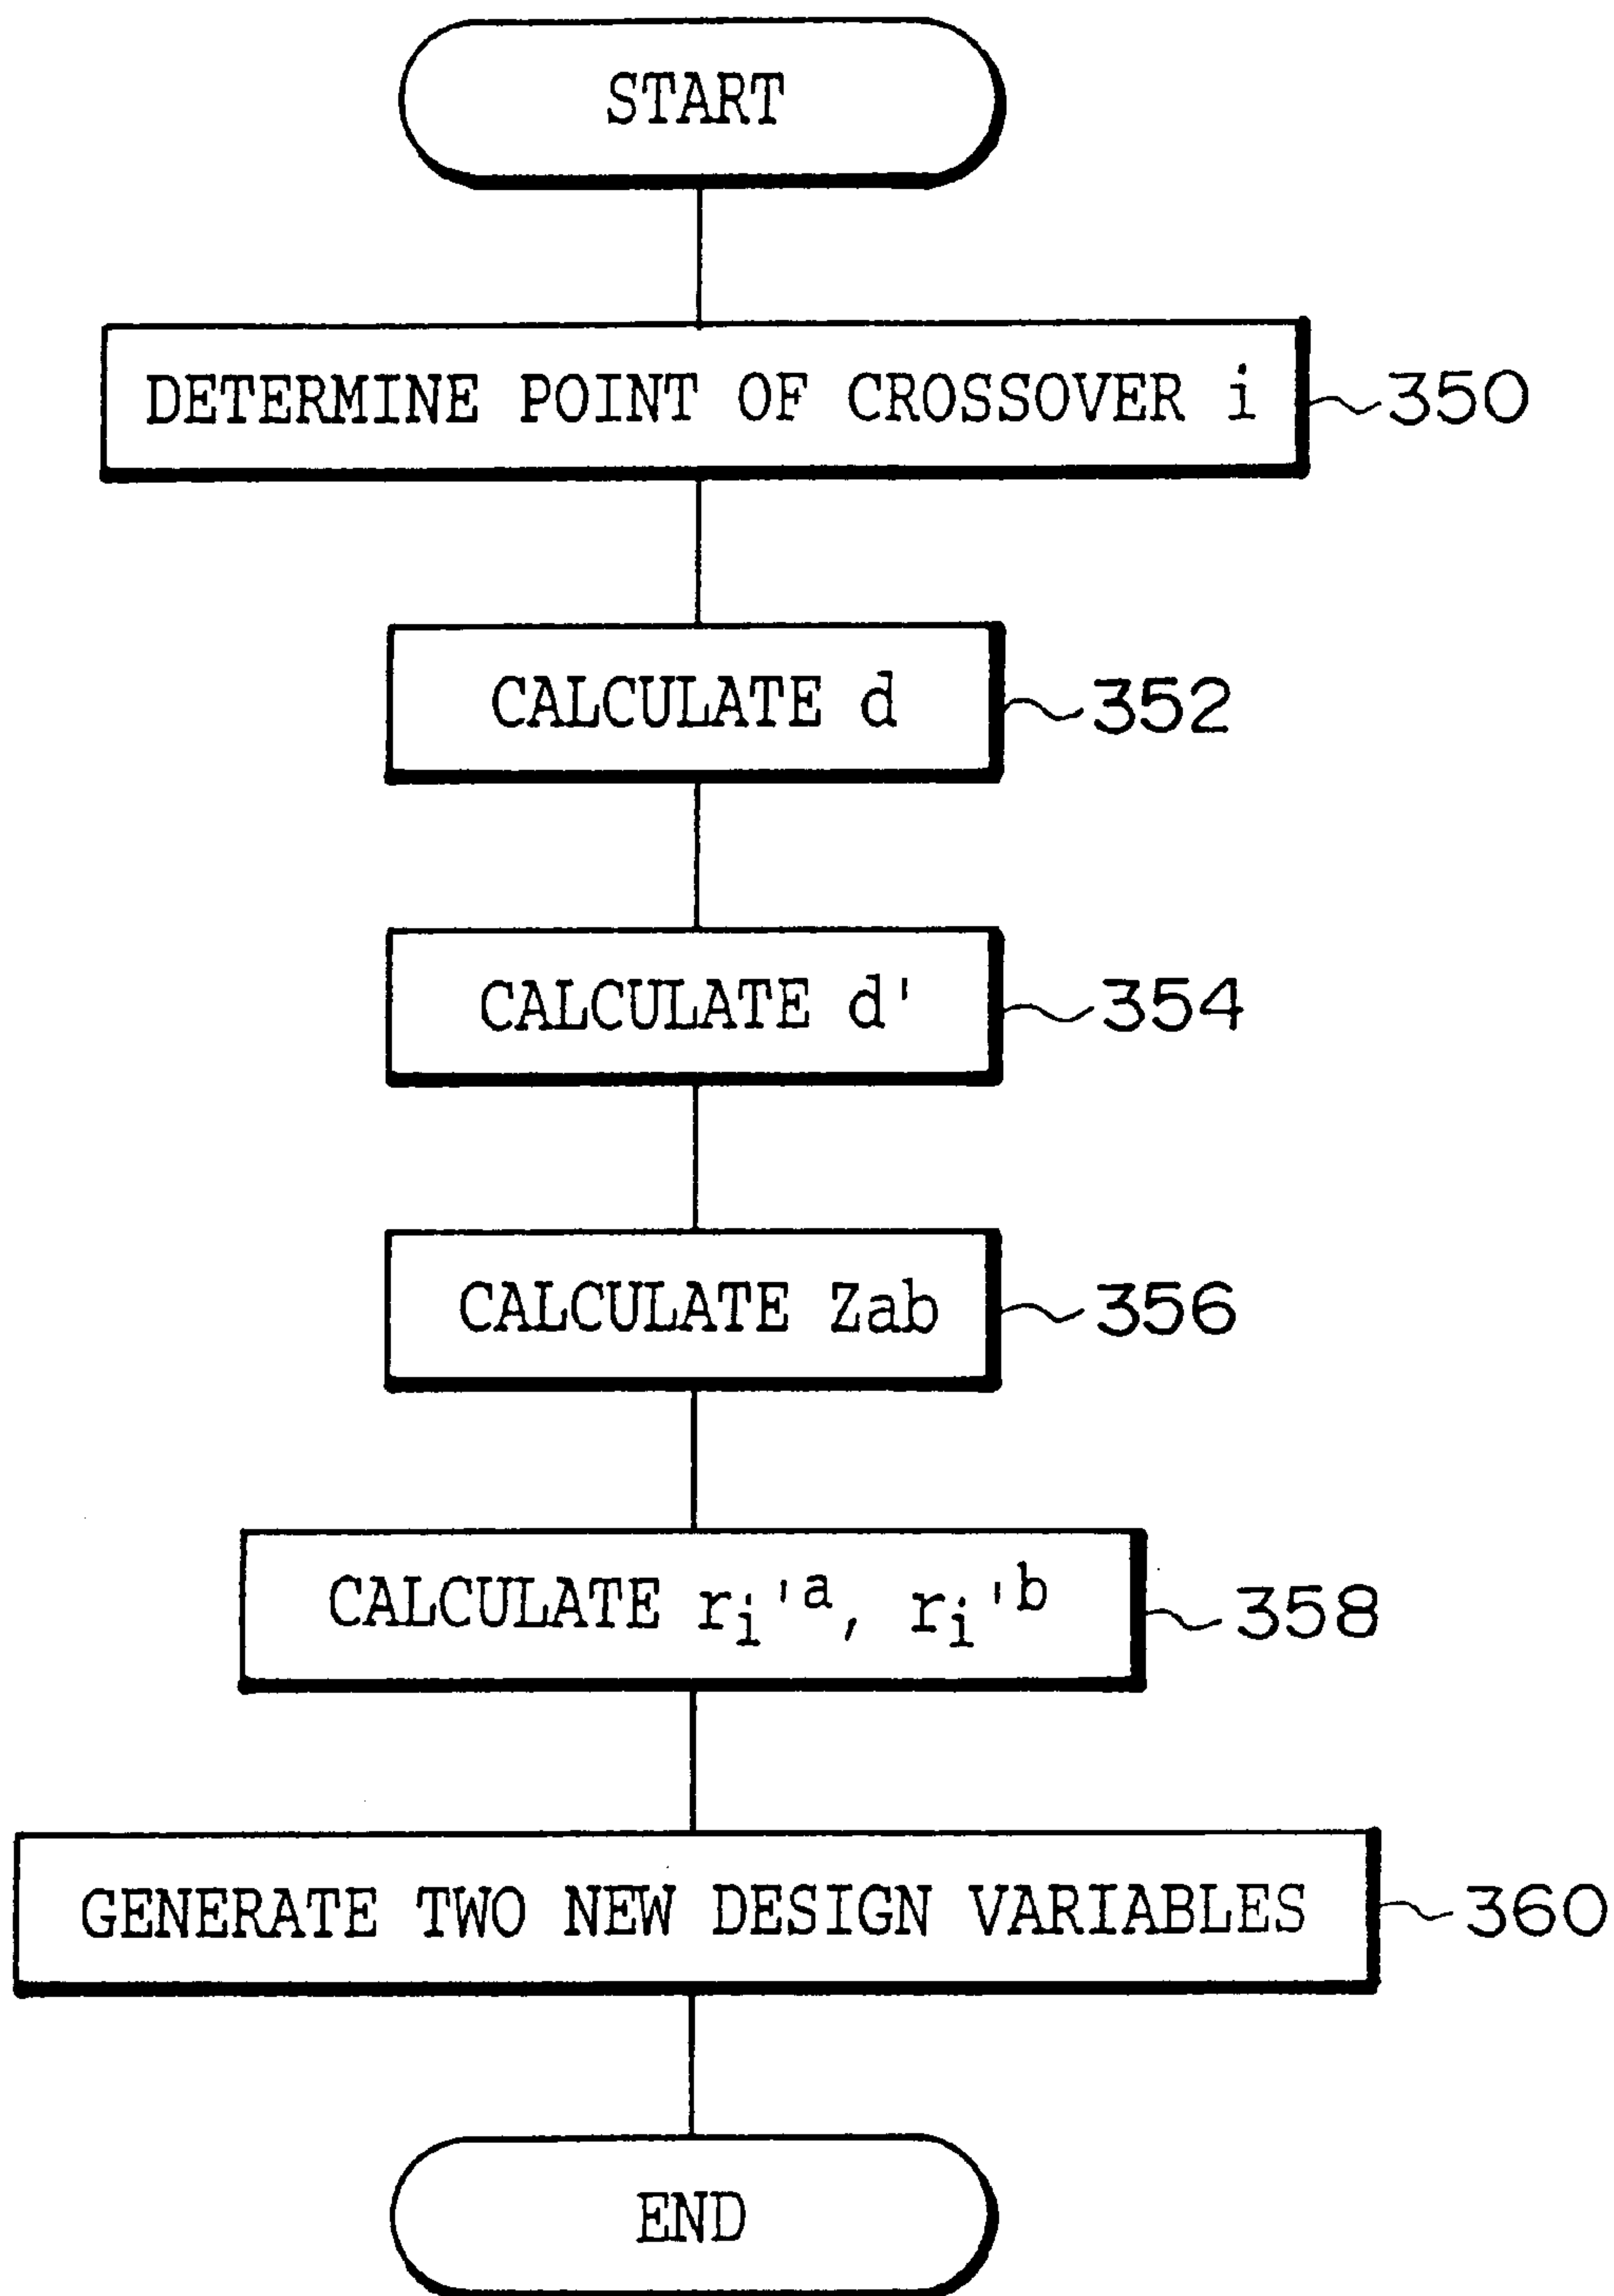 START
DETERMINE POINT OF CROSSOVER i 350
CALCULATE d 352
CALCULATE d' 354
CALCULATE Zab 356
CALCULATE rᵢ'ᵃ, rᵢ'ᵇ 358
GENERATE TWO NEW DESIGN VARIABLES 360
END